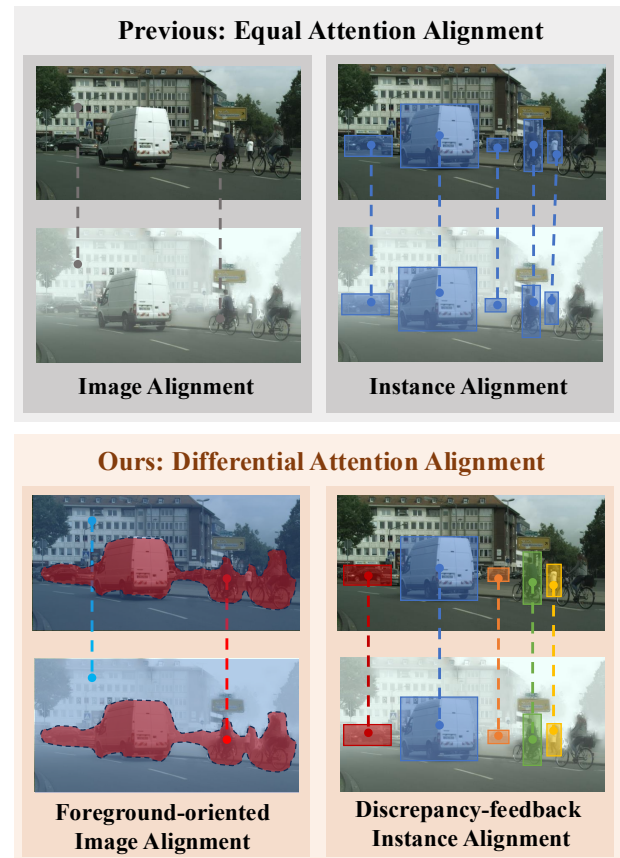 Previous: Equal Attention Alignment
Image Alignment
Instance Alignment
Ours: Differential Attention Alignment
Foreground-oriented
Image Alignment
Discrepancy-feedback
Instance Alignment